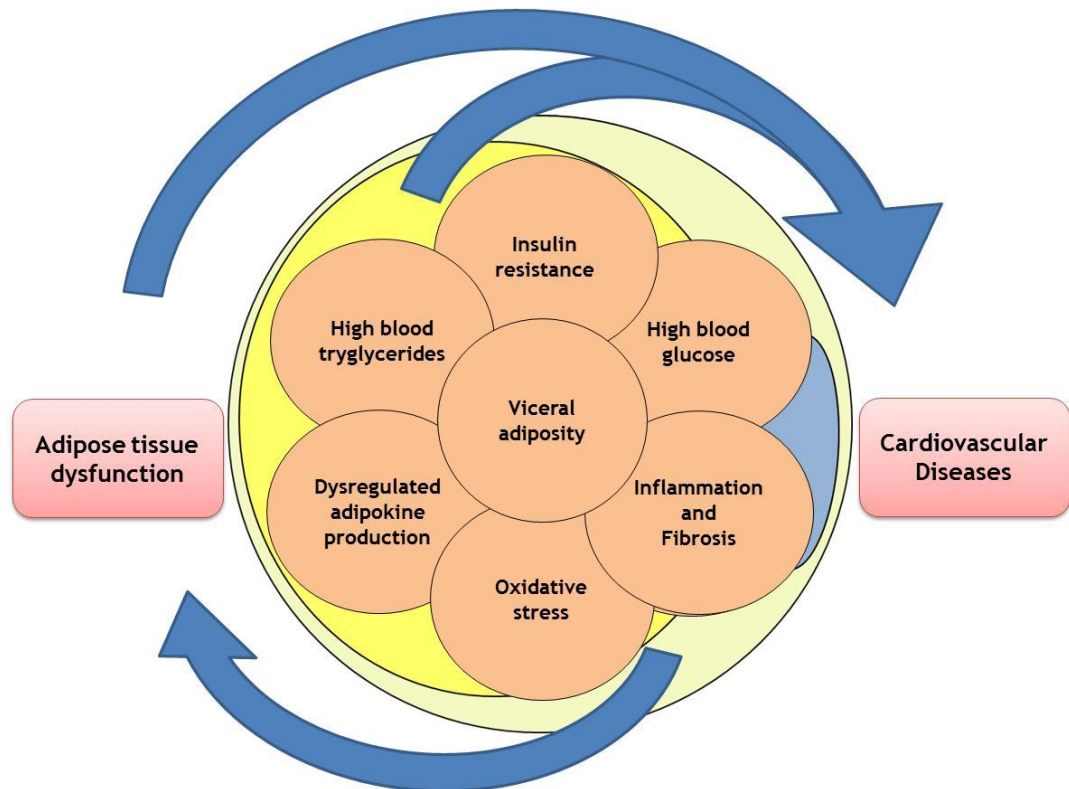 Insulin
resistance
High blood
tryglycerides
High blood
glucose
Viceral
adiposity
Adipose tissue
dysfunction
Cardiovascular
Diseases
Dysregulated
adipokine
production
Inflammation
and
Fibrosis
Oxidative
stress